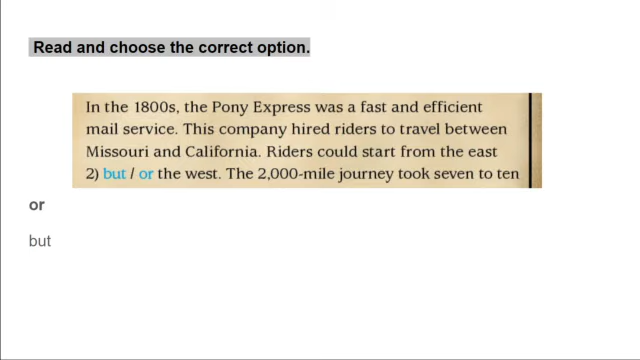 Read and choose the correct option.
In the 1800s, the Pony Express was a fast and efficient
mail service. This company hired riders to travel between
Missouri and California. Riders could start from the east
2) but / or the west. The 2,000-mile journey took seven to ten
or
but